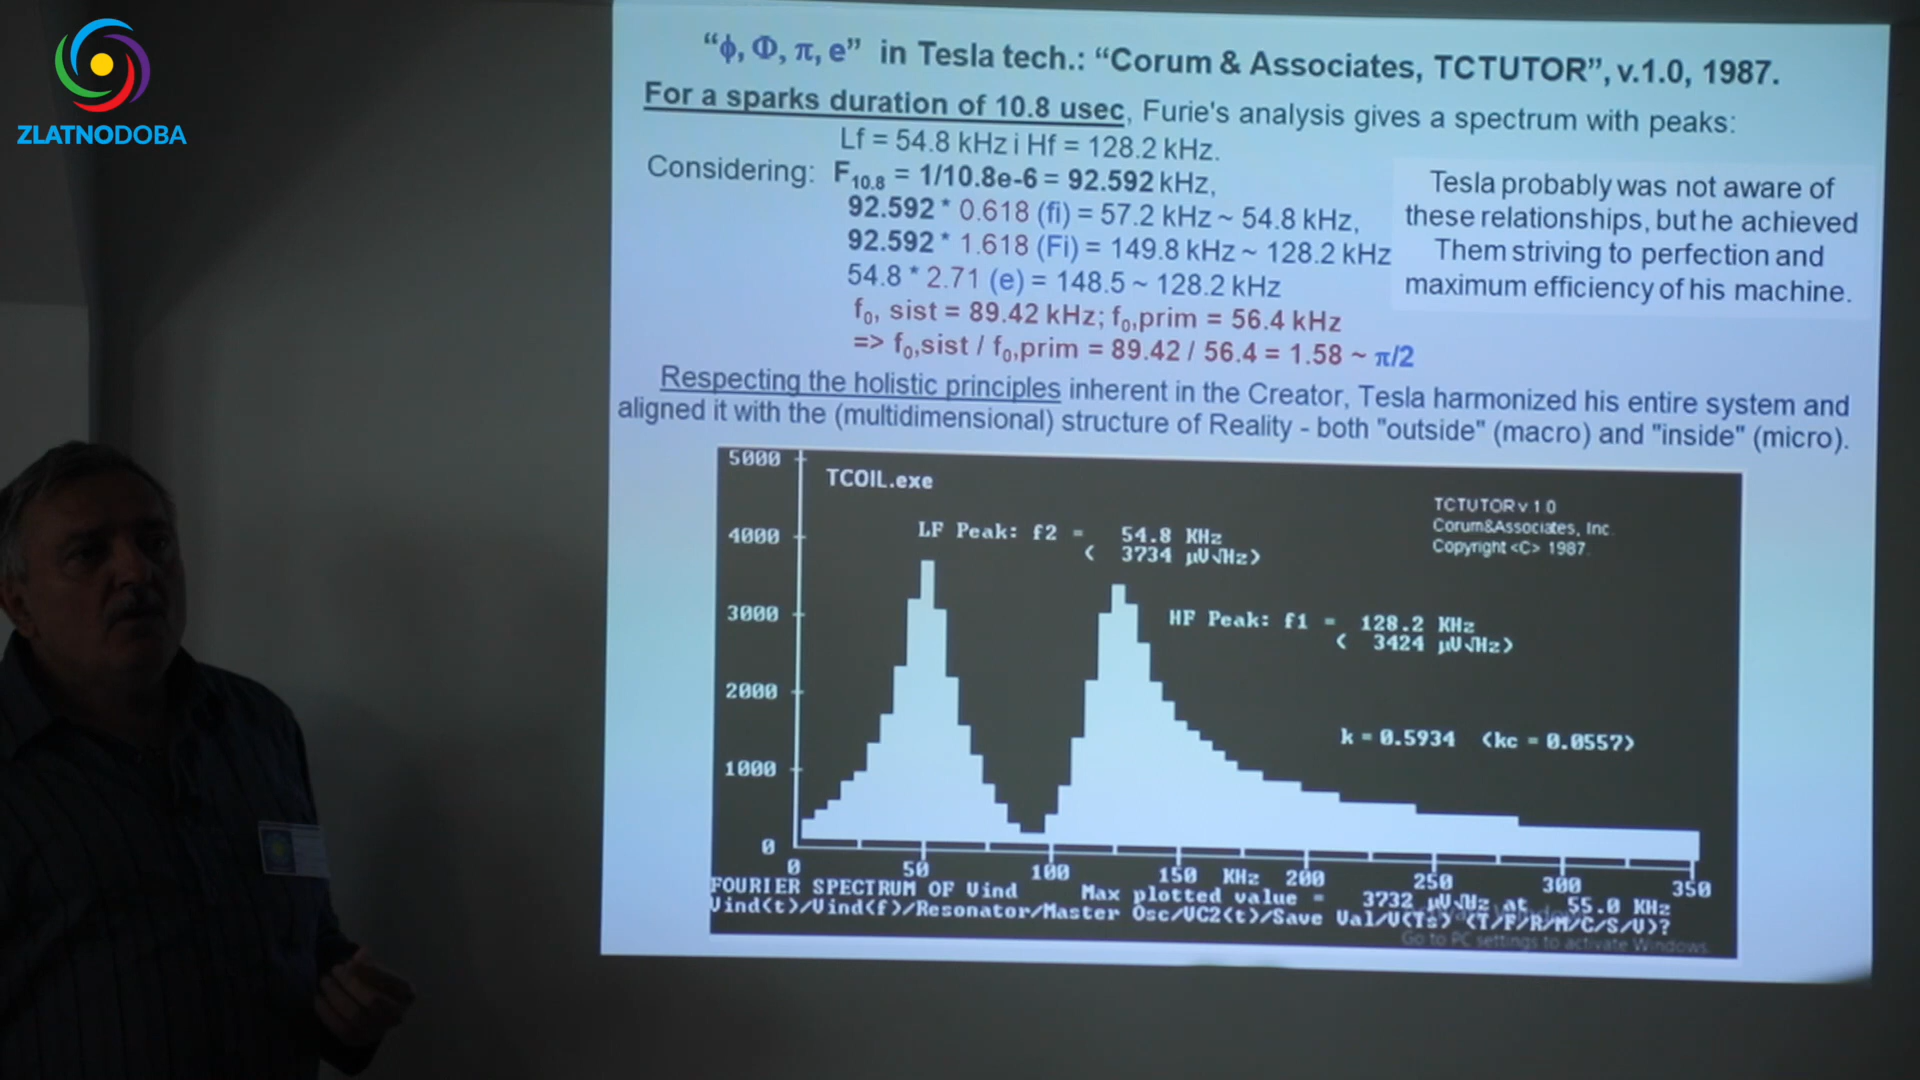 ZLATNODOBA
“ϕ, Φ, π, e” in Tesla tech.: “Corum & Associates, TCTUTOR”, v.1.0, 1987.
For a sparks duration of 10.8 usec, Furie's analysis gives a spectrum with peaks:
Lf = 54.8 kHz i Hf = 128.2 kHz.
Considering: F10.8 = 1/10.8e-6 = 92.592 kHz,
92.592 * 0.618 (fi) = 57.2 kHz ~ 54.8 kHz,
92.592 * 1.618 (Fi) = 149.8 kHz ~ 128.2 kHz
54.8 * 2.71 (e) = 148.5 ~ 128.2 kHz
f0, sist = 89.42 kHz; f0,prim = 56.4 kHz
=> f0,sist / f0,prim = 89.42 / 56.4 = 1.58 ~ π/2
Tesla probably was not aware of
these relationships, but he achieved
Them striving to perfection and
maximum efficiency of his machine.
Respecting the holistic principles inherent in the Creator, Tesla harmonized his entire system and
aligned it with the (multidimensional) structure of Reality - both "outside" (macro) and "inside" (micro).
5000
TCOIL.exe
TCTUTOR v 1.0
Corum&Associates, Inc.
Copyright <C> 1987.
4000
LF Peak: f2 = 54.8 KHz
( 3734 µV√Hz)
3000
HF Peak: f1 = 128.2 KHz
( 3424 µV√Hz)
2000
k = 0.5934 (kc = 0.0557)
1000
0
0 50 100 150 KHz 200 250 300 350
FOURIER SPECTRUM OF Vind Max plotted value = 3732 µV√Hz at 55.0 KHz
Vind(t)/Vind(f)/Resonator/Master Osc/VC2(t)/Save Val/V(Ts) (T/F/R/M/C/S/V)?
Go to PC settings to activate Windows.